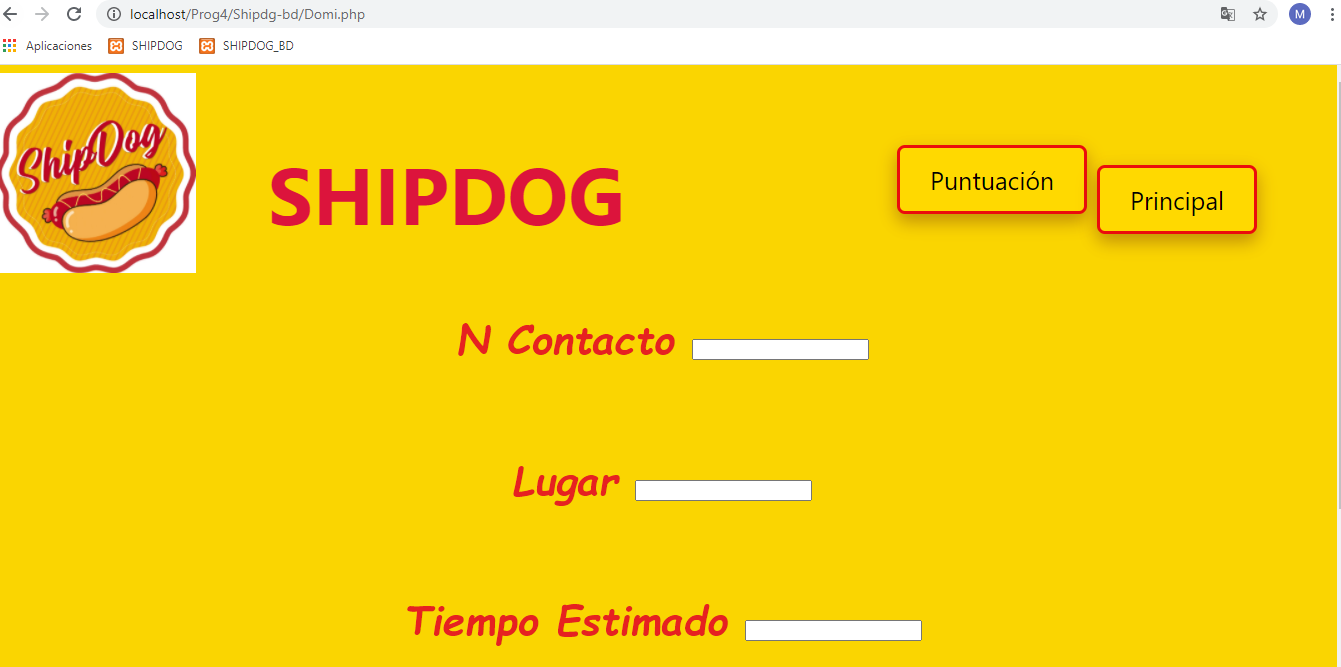 localhost/Prog4/Shipdg-bd/Domi.php
M
Aplicaciones SHIPDOG SHIPDOG_BD
ShipDog
SHIPDOG
Puntuación
Principal
N Contacto
Lugar
Tiempo Estimado